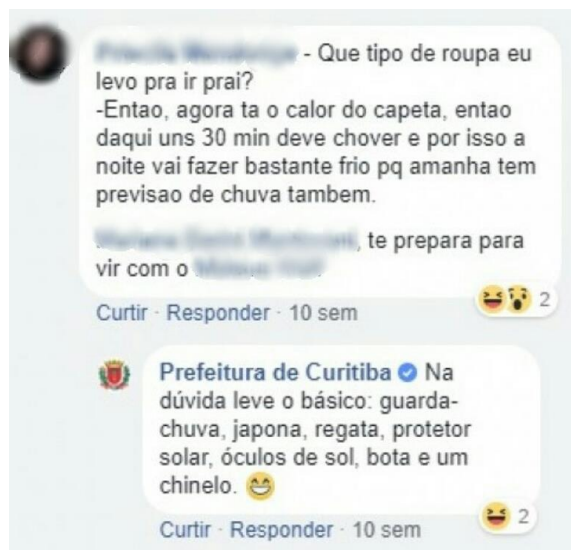 - Que tipo de roupa eu
levo pra ir prai?
-Entao, agora ta o calor do capeta, entao
daqui uns 30 min deve chover e por isso a
noite vai fazer bastante frio pq amanha tem
previsao de chuva tambem.
, te prepara para
vir com o
2
Curtir · Responder · 10 sem
Prefeitura de Curitiba Na
dúvida leve o básico: guarda-
chuva, japona, regata, protetor
solar, óculos de sol, bota e um
chinelo. 😁
2
Curtir · Responder · 10 sem